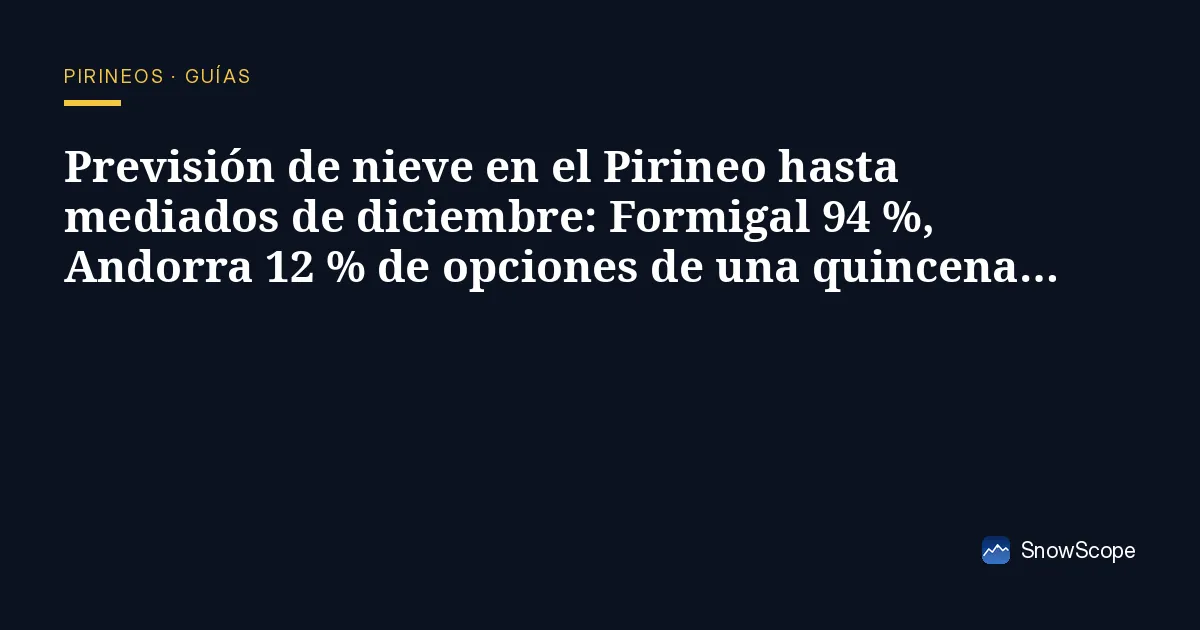 PIRINEOS · GUÍAS
Previsión de nieve en el Pirineo hasta
mediados de diciembre: Formigal 94 %,
Andorra 12 % de opciones de una quincena…
SnowScope